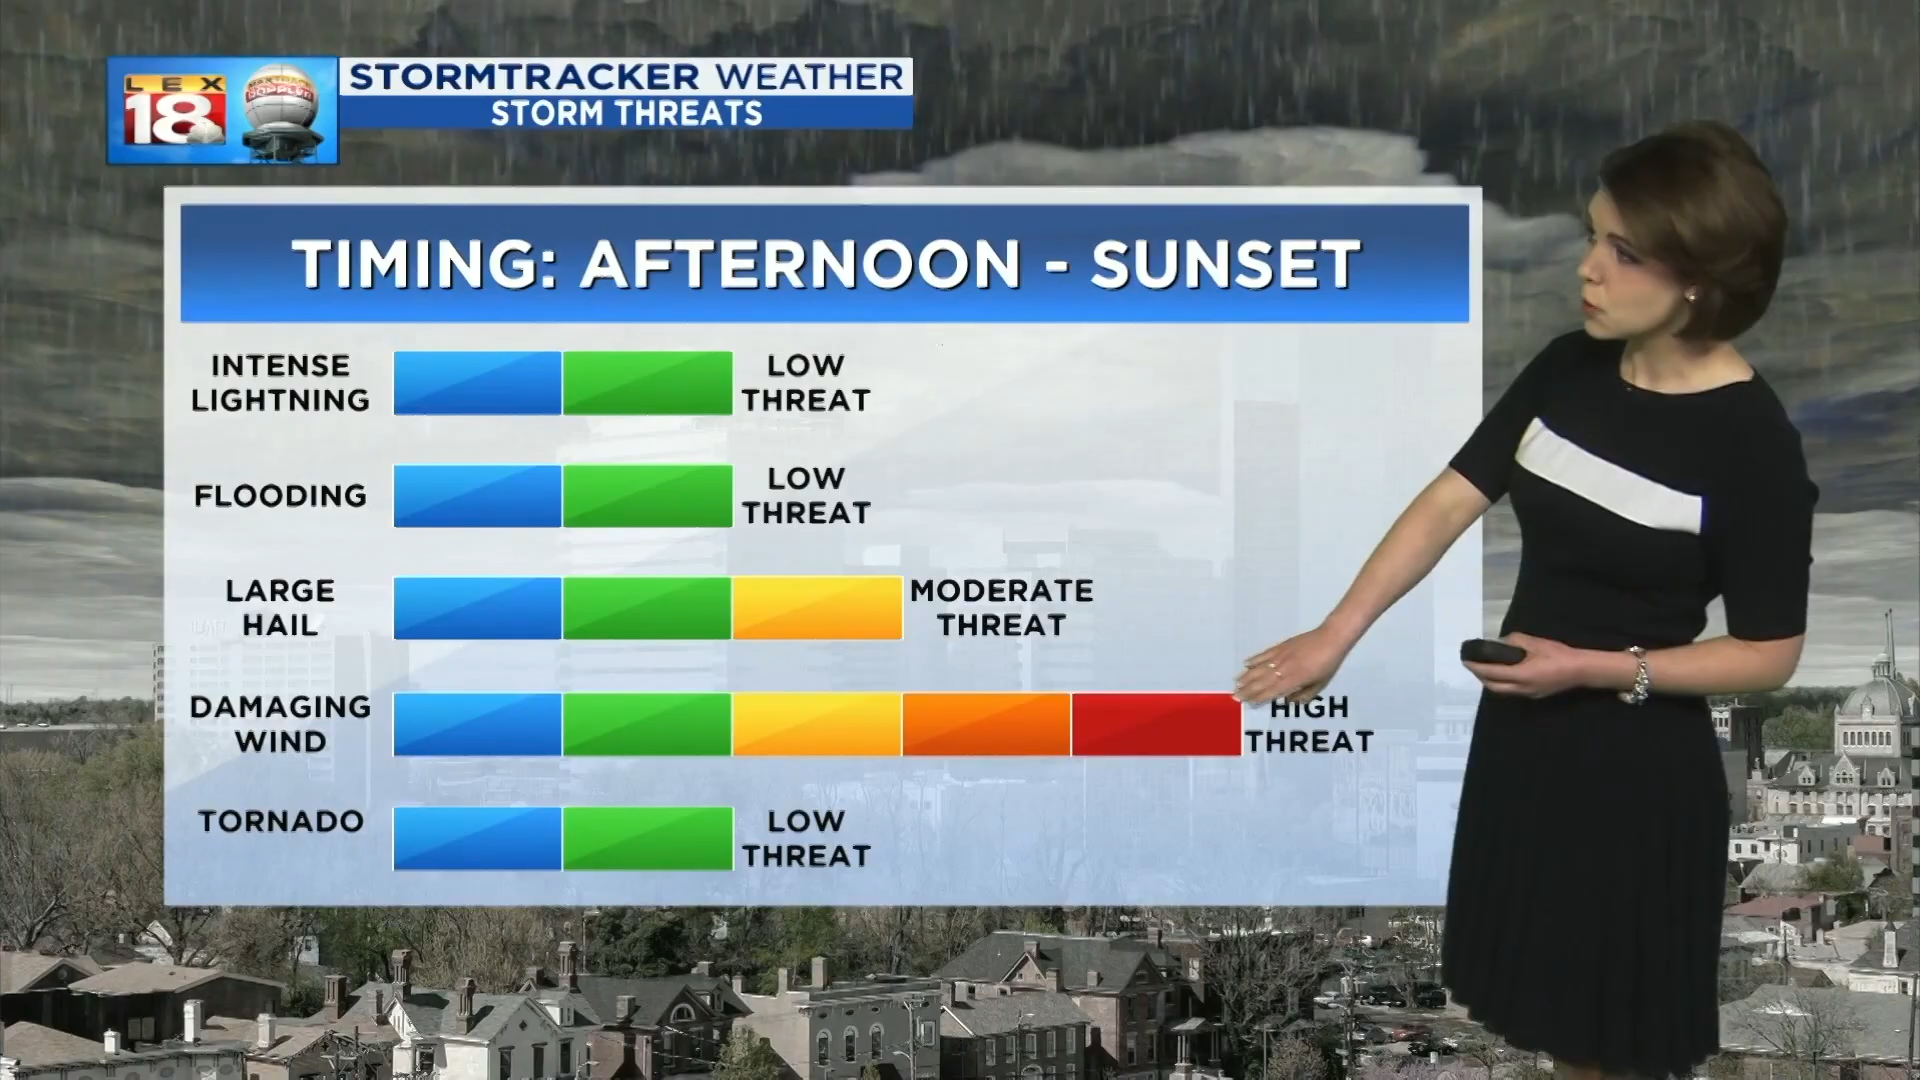 LEX
18
DOPPLER
STORMTRACKER WEATHER
STORM THREATS
TIMING: AFTERNOON - SUNSET
INTENSE
LIGHTNING
LOW
THREAT
FLOODING
LOW
THREAT
LARGE
HAIL
MODERATE
THREAT
DAMAGING
WIND
HIGH
THREAT
TORNADO
LOW
THREAT